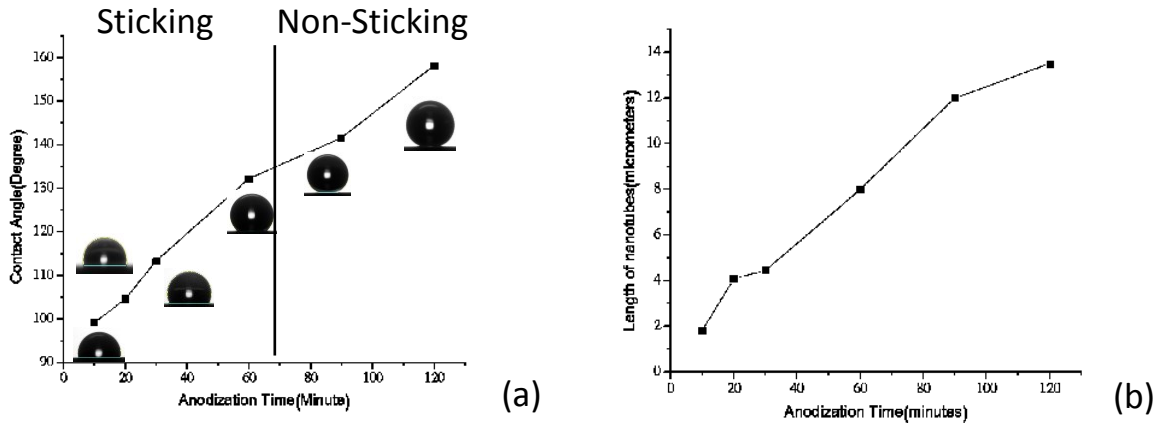 Sticking Non-Sticking
160
150
140
130
120
110
100
90
Contact Angle(Degree)
0 20 40 60 80 100 120
Anodization Time(Minute)
(a)
14
12
10
8
6
4
2
0
Length of nanotubes(micrometers)
0 20 40 60 80 100 120
Anodization Time(minutes)
(b)